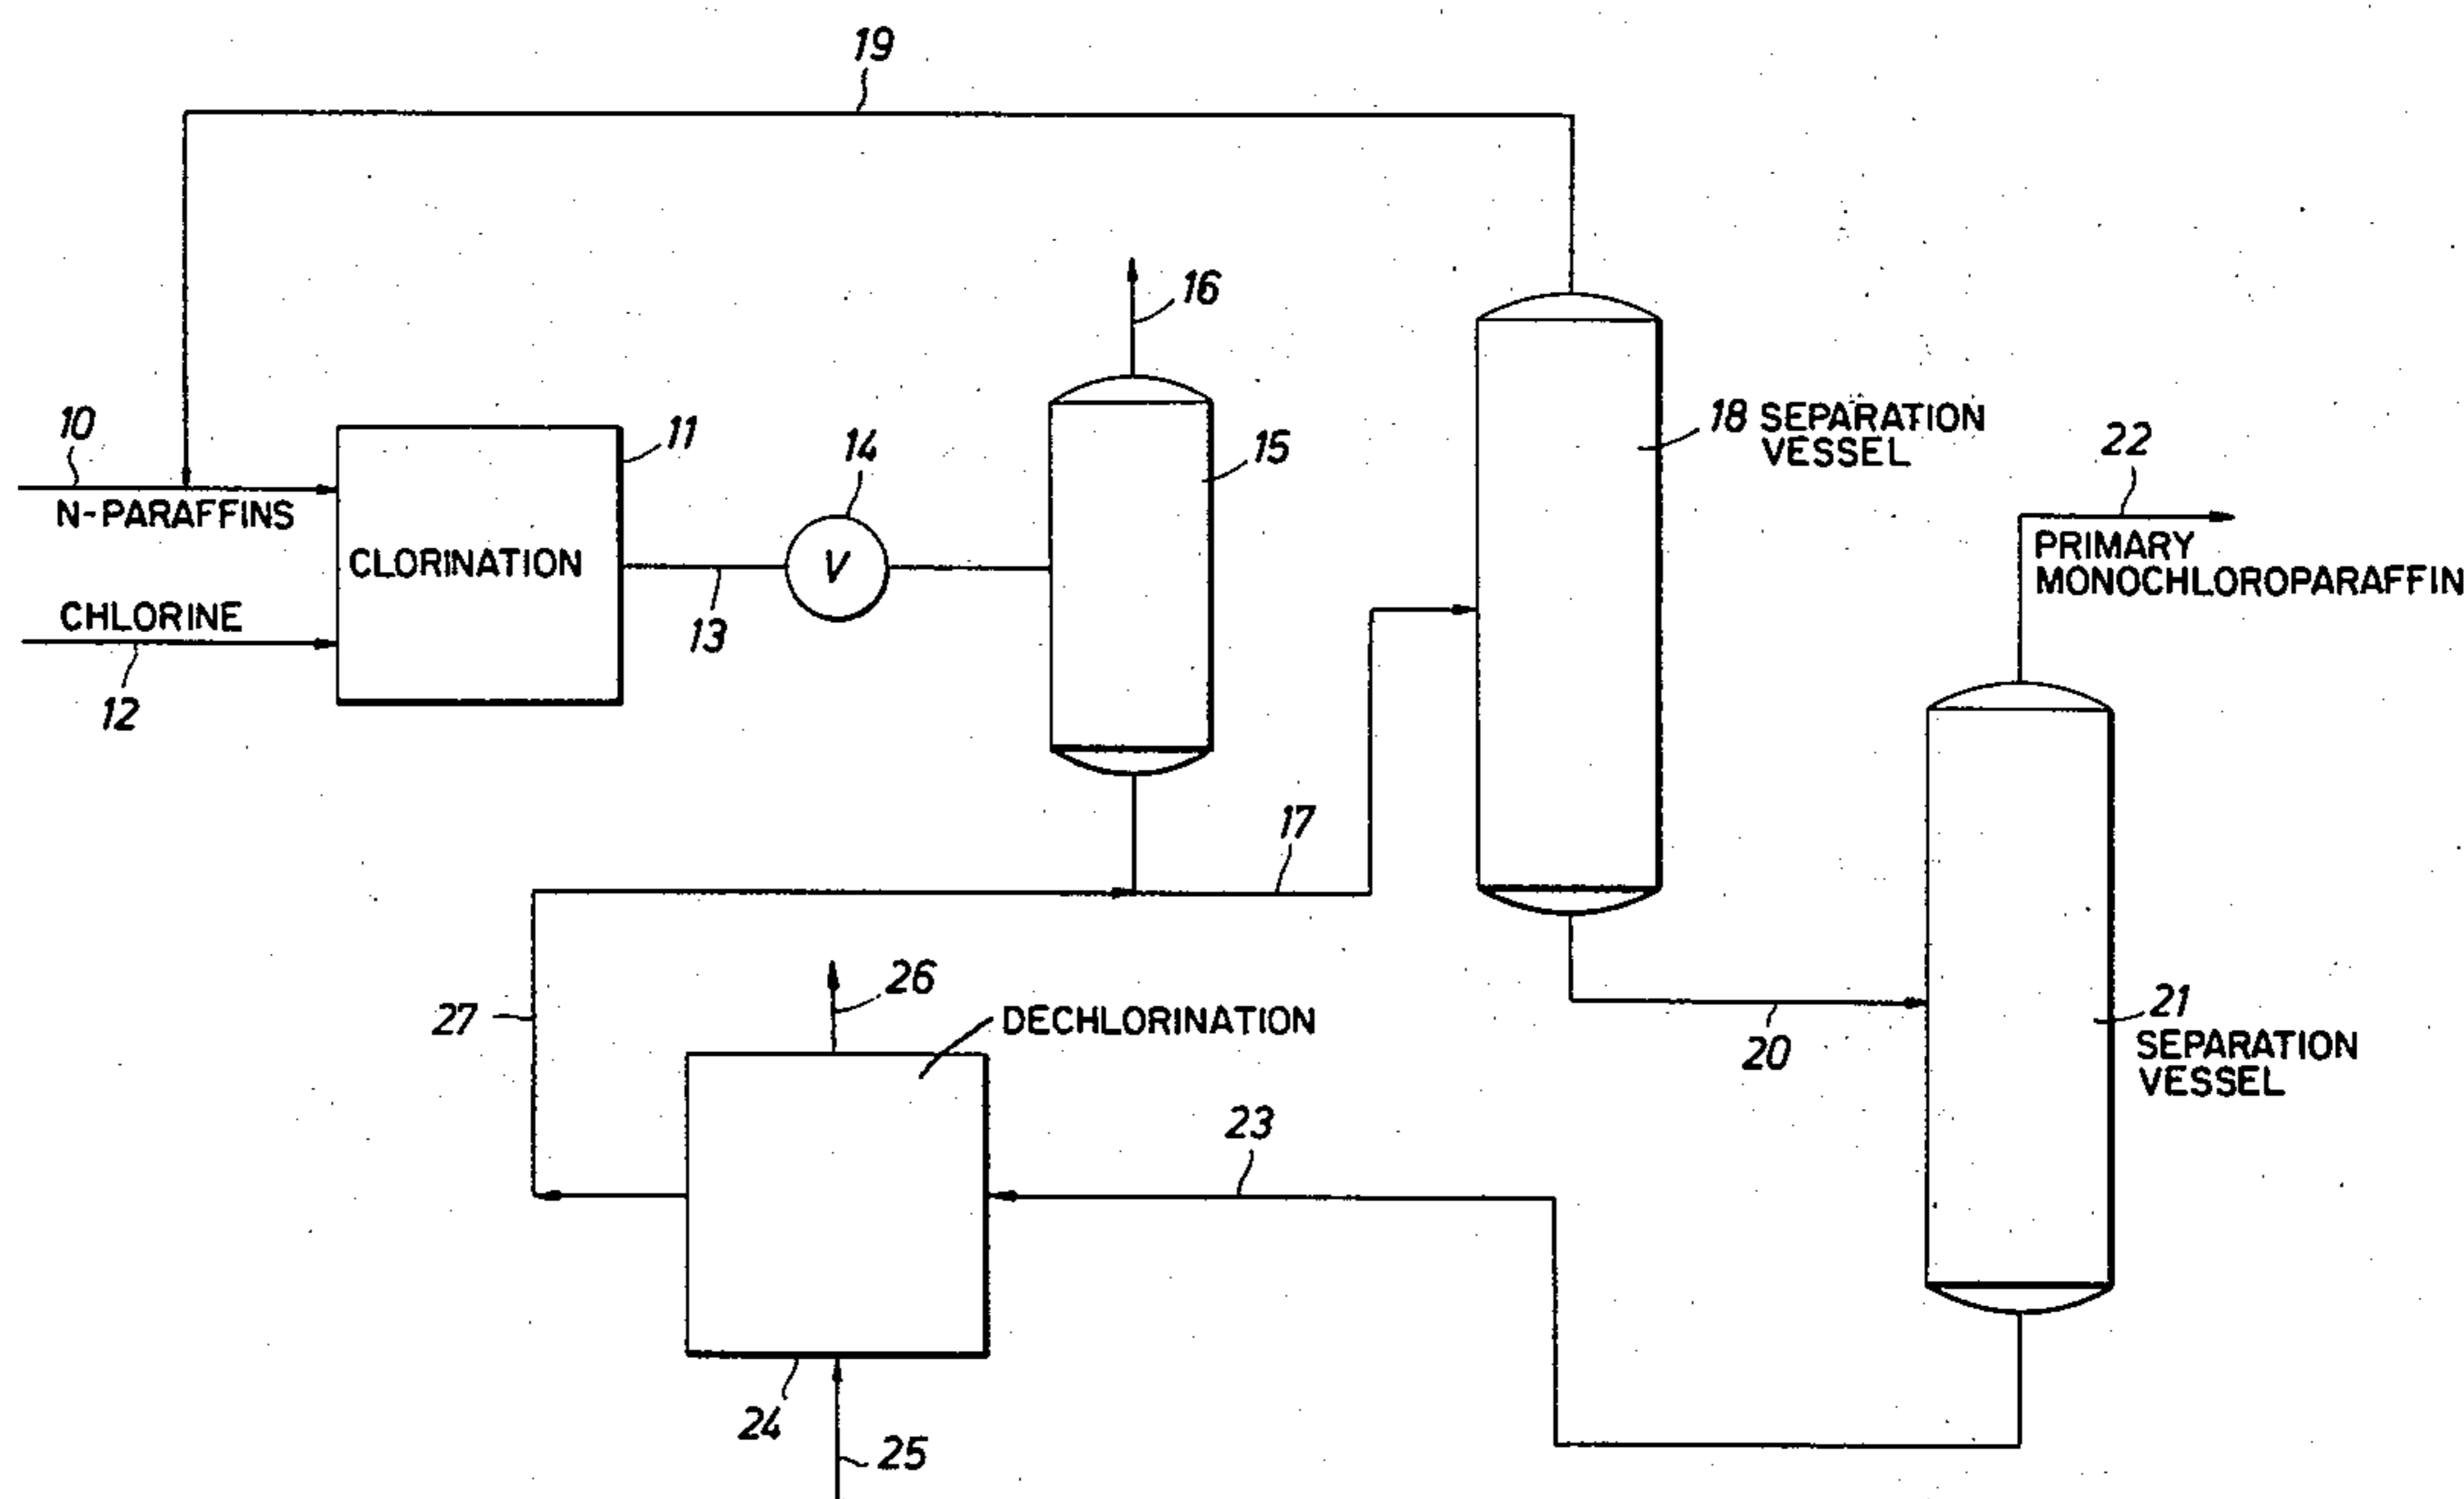 19
16
10
11
14
15
18 SEPARATION
VESSEL
22
N-PARAFFINS
PRIMARY
MONOCHLOROPARAFFIN
CLORINATION
V
CHLORINE
13
12
17
26
27
DECHLORINATION
20
21
SEPARATION
VESSEL
23
24
25